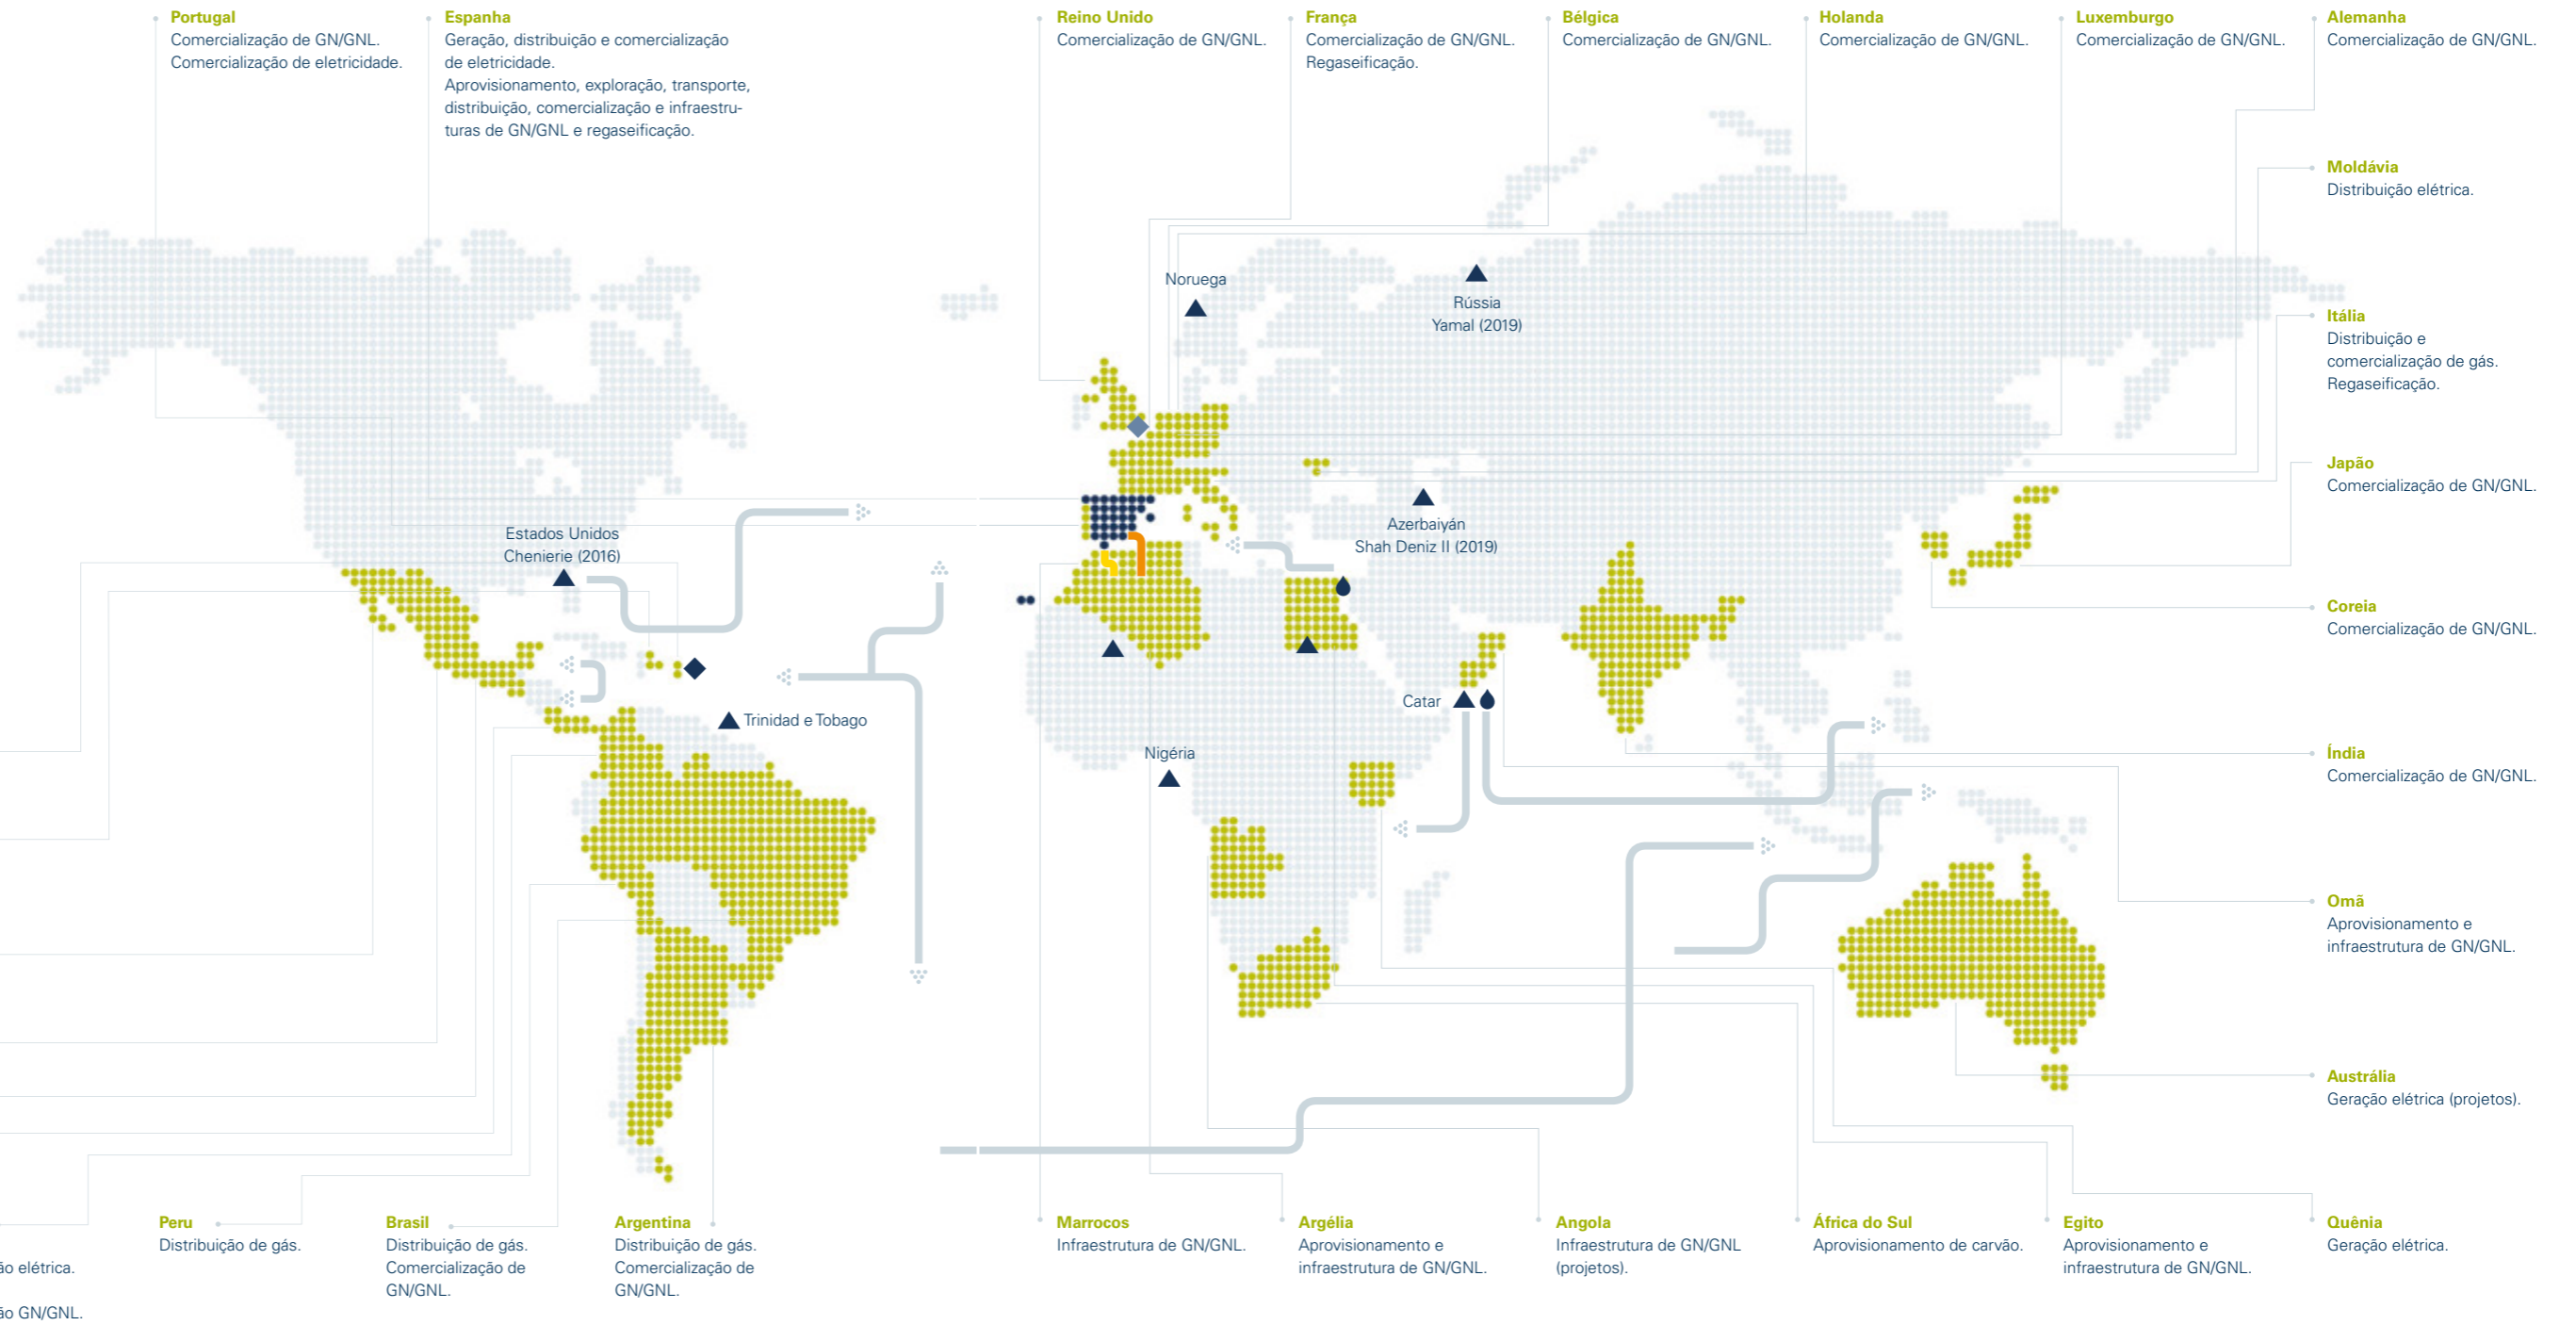 Portugal
Comercialização de GN/GNL.
Comercialização de eletricidade.
Espanha
Geração, distribuição e comercialização
de eletricidade.
Aprovisionamento, exploração, transporte,
distribuição, comercialização e infraestru-
turas de GN/GNL e regaseificação.
Reino Unido
Comercialização de GN/GNL.
França
Comercialização de GN/GNL.
Regaseificação.
Bélgica
Comercialização de GN/GNL.
Holanda
Comercialização de GN/GNL.
Luxemburgo
Comercialização de GN/GNL.
Alemanha
Comercialização de GN/GNL.
Moldávia
Distribuição elétrica.
Noruega
Rússia
Yamal (2019)
Itália
Distribuição e
comercialização de gás.
Regaseificação.
Japão
Comercialização de GN/GNL.
Estados Unidos
Chenierie (2016)
Azerbaiyán
Shah Deniz II (2019)
Coreia
Comercialização de GN/GNL.
Catar
Trinidad e Tobago
Nigéria
Índia
Comercialização de GN/GNL.
Omã
Aprovisionamento e
infraestrutura de GN/GNL.
Austrália
Geração elétrica (projetos).
ão elétrica.
ão GN/GNL.
Peru
Distribuição de gás.
Brasil
Distribuição de gás.
Comercialização de
GN/GNL.
Argentina
Distribuição de gás.
Comercialização de
GN/GNL.
Marrocos
Infraestrutura de GN/GNL.
Argélia
Aprovisionamento e
infraestrutura de GN/GNL.
Angola
Infraestrutura de GN/GNL
(projetos).
África do Sul
Aprovisionamento de carvão.
Egito
Aprovisionamento e
infraestrutura de GN/GNL.
Quênia
Geração elétrica.